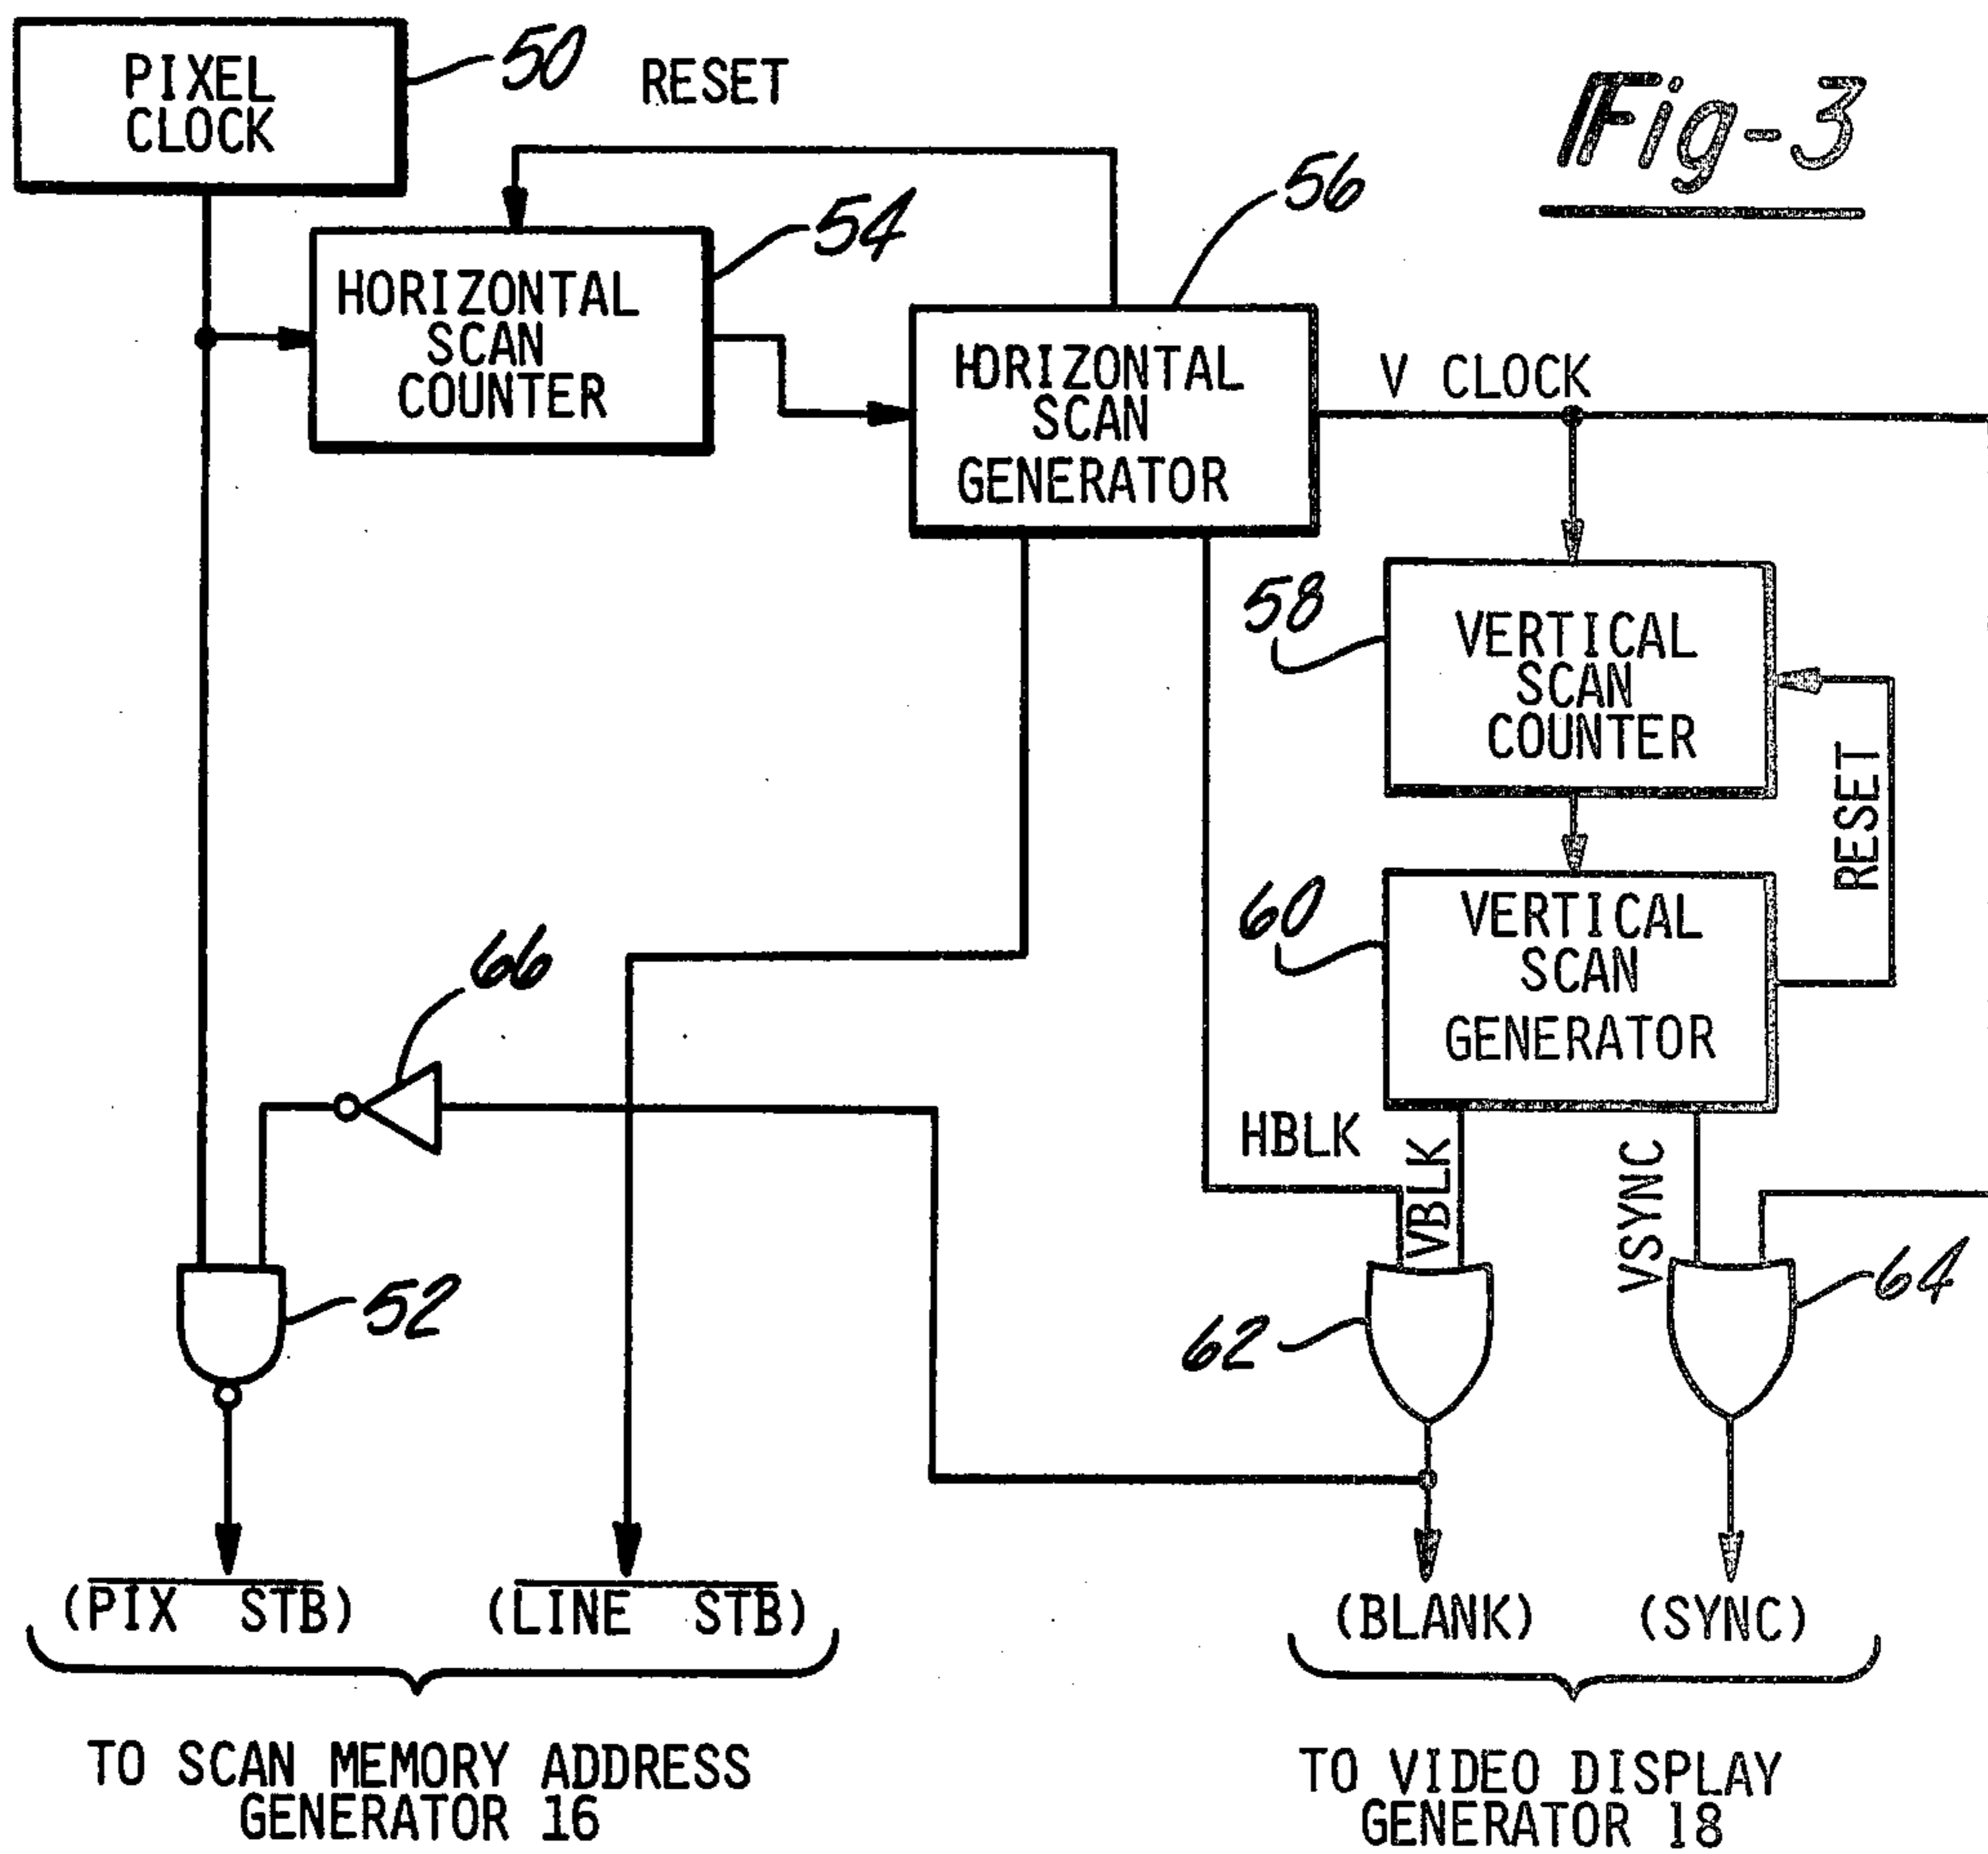 PIXEL
CLOCK
50
RESET
Fig-3
HORIZONTAL
SCAN
COUNTER
54
56
HORIZONTAL
SCAN
GENERATOR
V CLOCK
58
VERTICAL
SCAN
COUNTER
RESET
60
VERTICAL
SCAN
GENERATOR
66
HBLK
VBLK
VSYNC
52
62
64
(PIX STB)
(LINE STB)
(BLANK)
(SYNC)
TO SCAN MEMORY ADDRESS
GENERATOR 16
TO VIDEO DISPLAY
GENERATOR 18